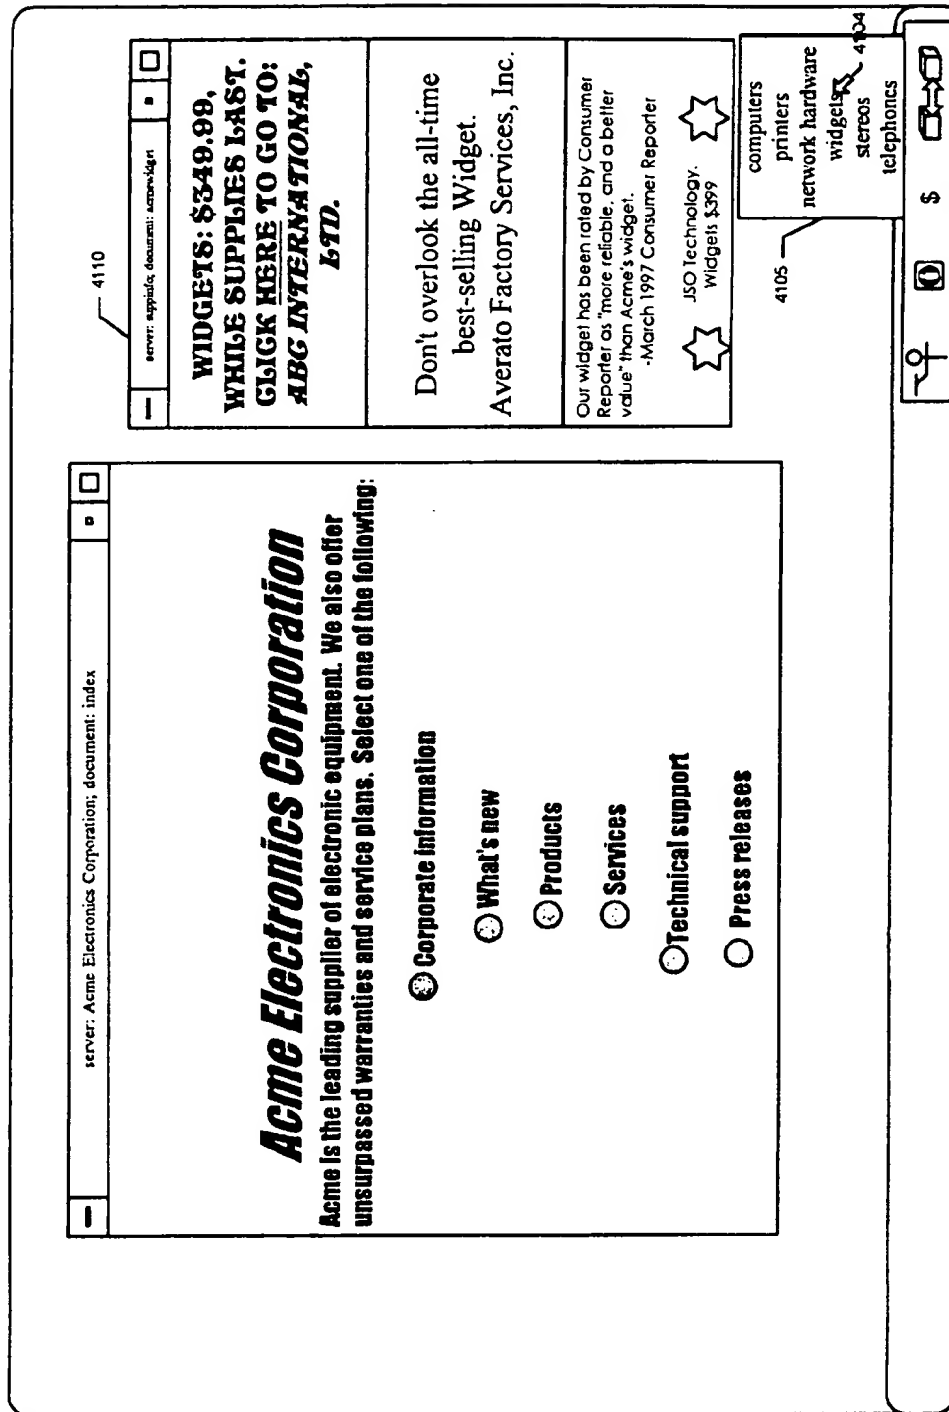 server: Acme Electronics Corporation; document: index
Acme Electronics Corporation
Acme is the leading supplier of electronic equipment. We also offer
unsurpassed warranties and service plans. Select one of the following:
Corporate information
What's new
Products
Services
Technical support
Press releases
4110
server: suppinfo; document: acmewidget
WIDGETS: $349.99,
WHILE SUPPLIES LAST.
CLICK HERE TO GO TO:
ABC INTERNATIONAL,
LTD.
Don't overlook the all-time
best-selling Widget.
Averato Factory Services, Inc.
Our widget has been rated by Consumer
Reporter as "more reliable, and a better
value" than Acme's widget.
-March 1997 Consumer Reporter
JSO Technology.
Widgets $399
4105
computers
printers
network hardware
widgets
stereos
telephones
4104
$